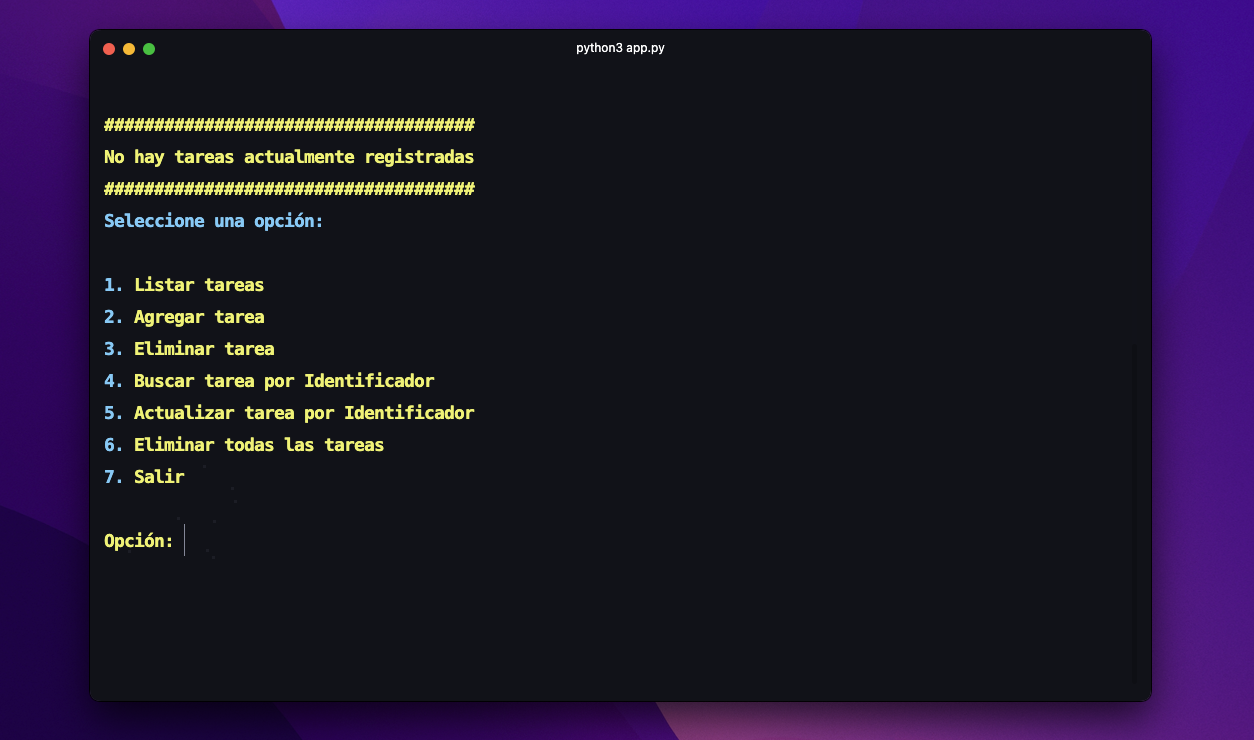 python3 app.py
#####################################
No hay tareas actualmente registradas
#####################################
Seleccione una opción:
1. Listar tareas
2. Agregar tarea
3. Eliminar tarea
4. Buscar tarea por Identificador
5. Actualizar tarea por Identificador
6. Eliminar todas las tareas
7. Salir
Opción: